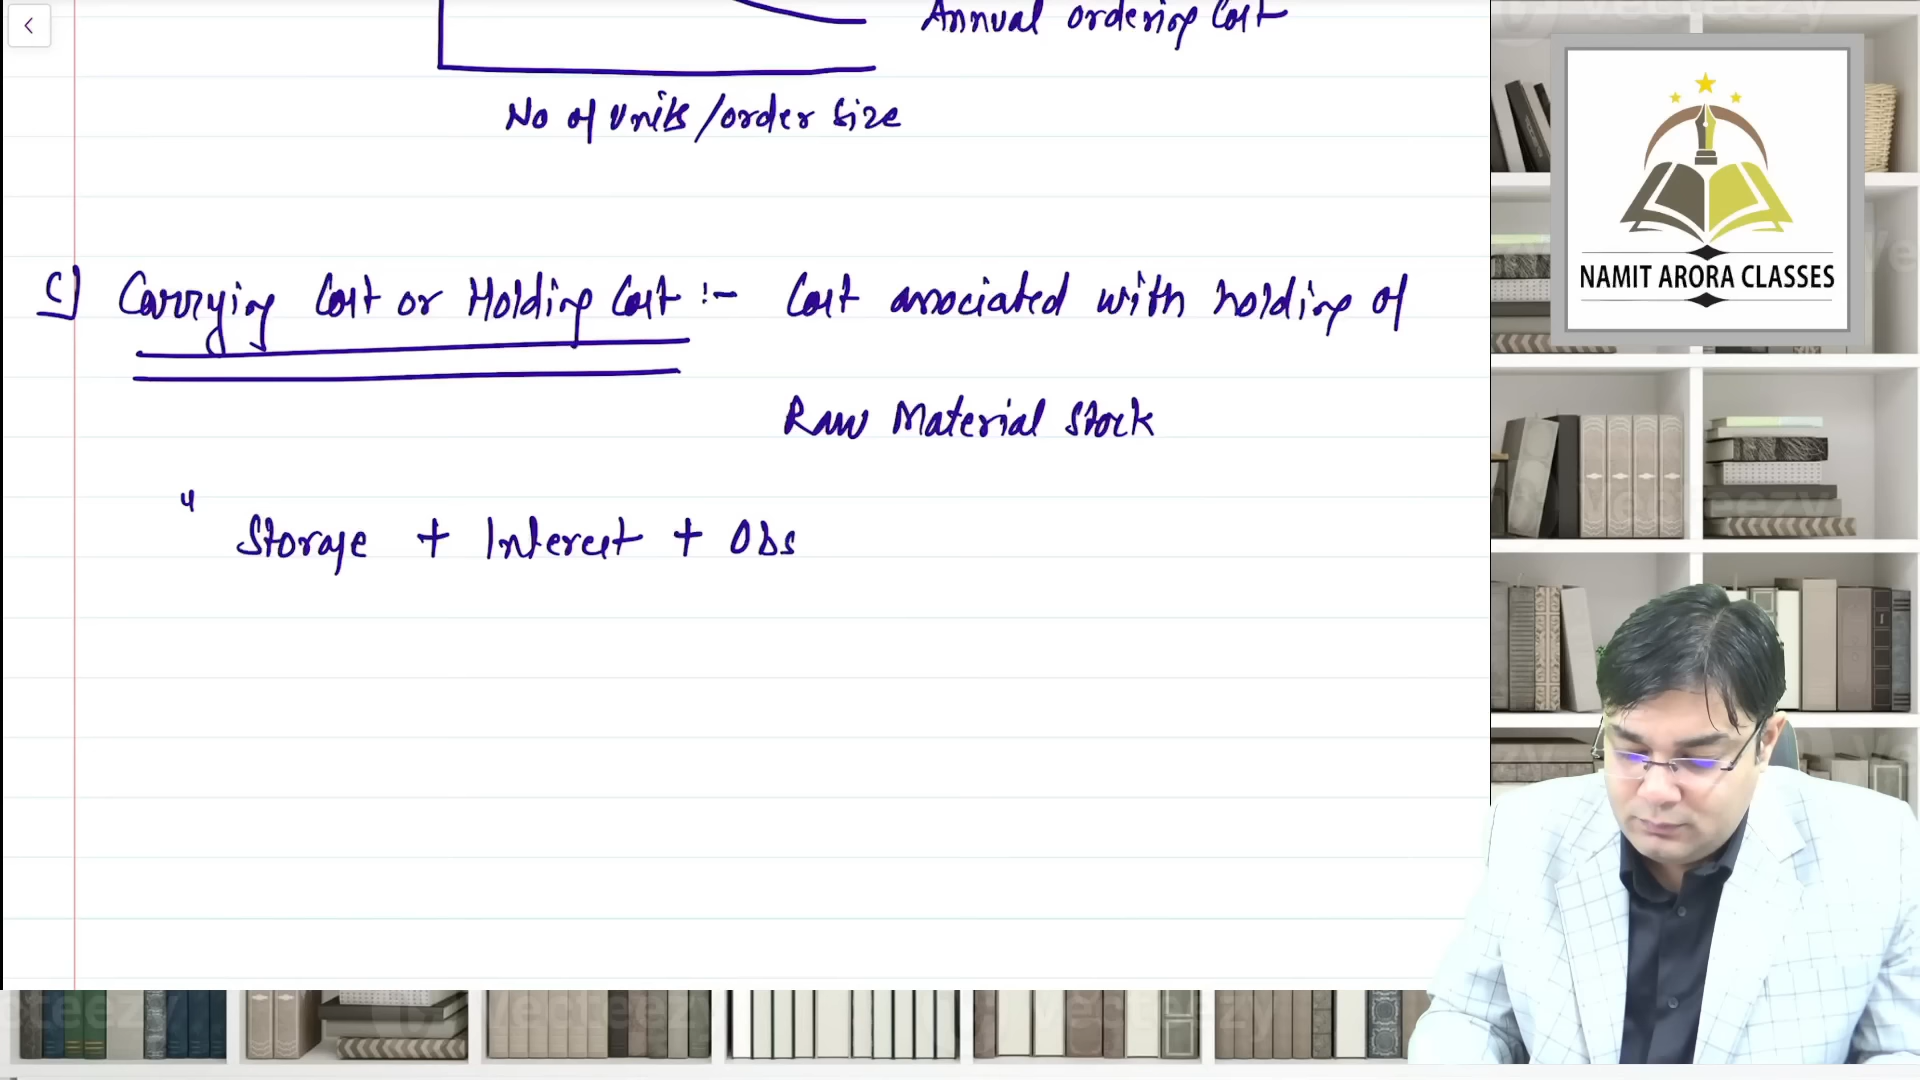 Annual ordering Cost
No of Units/order Size
NAMIT ARORA CLASSES
C] Carrying Cost or Holding Cost :- Cost associated with holding of
Raw Material Stock
" Storage + Interest + Obs